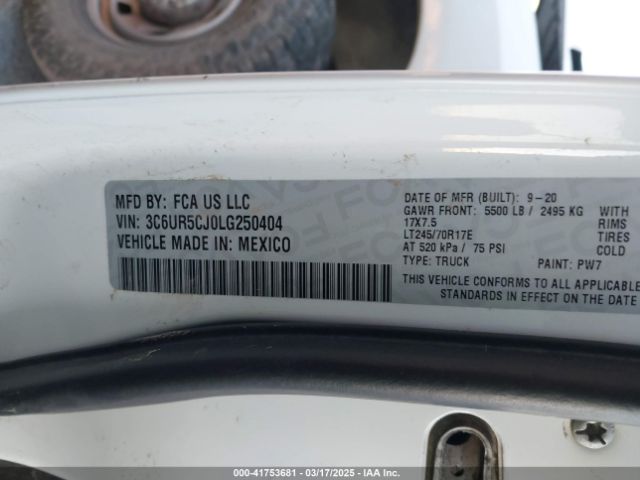 MFD BY: FCA US LLC
VIN: 3C6UR5CJ0LG250404
VEHICLE MADE IN: MEXICO
DATE OF MFR (BUILT): 9-20
GAWR FRONT: 5500 LB / 2495 KG WITH
17X7.5 RIMS
LT245/70R17E TIRES
AT 520 kPa / 75 PSI COLD
TYPE: TRUCK PAINT: PW7
THIS VEHICLE CONFORMS TO ALL APPLICABLE
STANDARDS IN EFFECT ON THE DATE
000-41753681 - 03/17/2025 - IAA Inc.